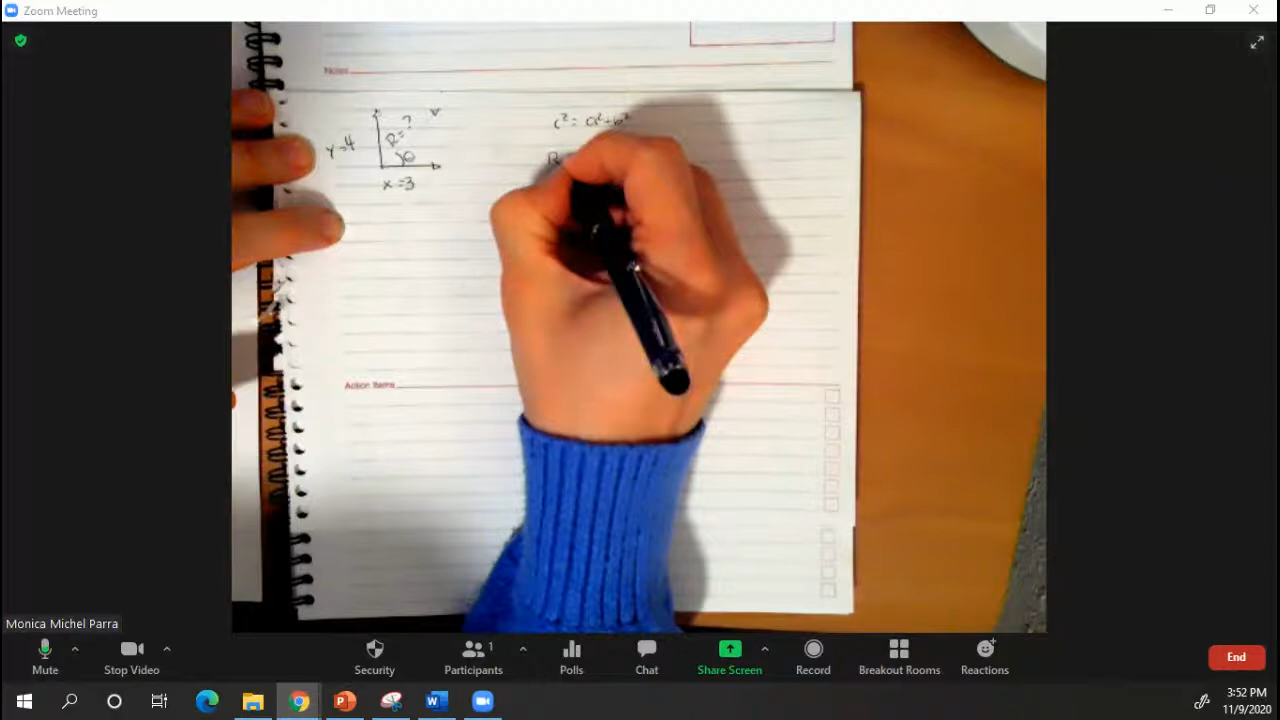 Zoom Meeting
Notes
y=4
R=?
θ
x=3
c²= a²+b²
R
Action Items
Monica Michel Parra
Mute
Stop Video
Security
Participants
1
Polls
Chat
Share Screen
Record
Breakout Rooms
Reactions
End
3:52 PM
11/9/2020